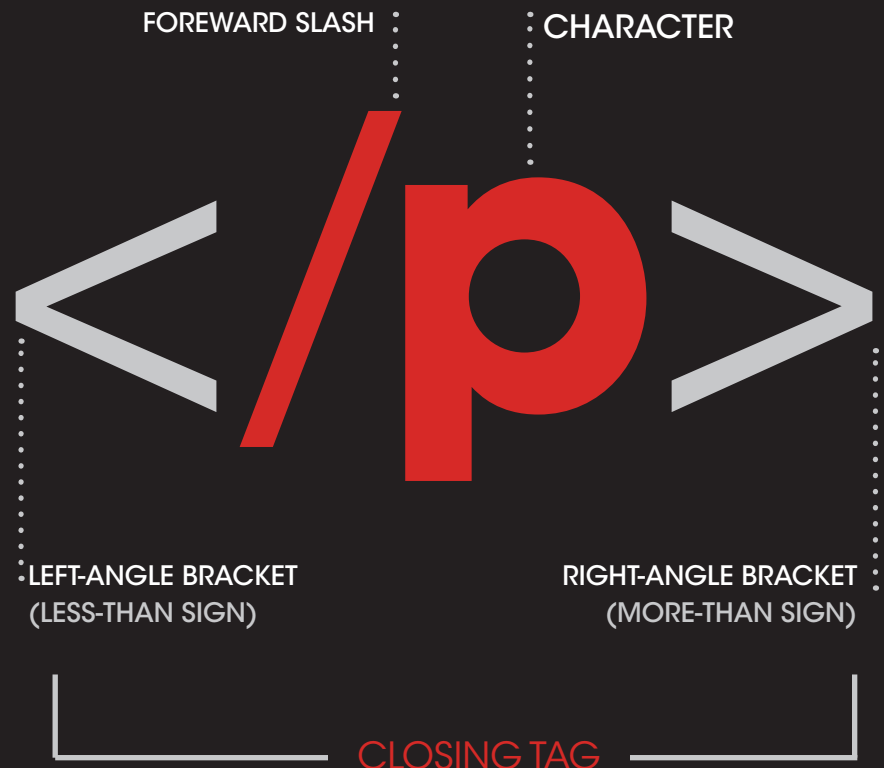 FOREWARD SLASH
CHARACTER
</p>
LEFT-ANGLE BRACKET
(LESS-THAN SIGN)
RIGHT-ANGLE BRACKET
(MORE-THAN SIGN)
CLOSING TAG